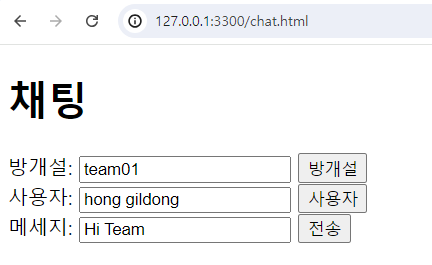 127.0.0.1:3300/chat.html
채팅
방개설: team01 방개설
사용자: hong gildong 사용자
메세지: Hi Team 전송